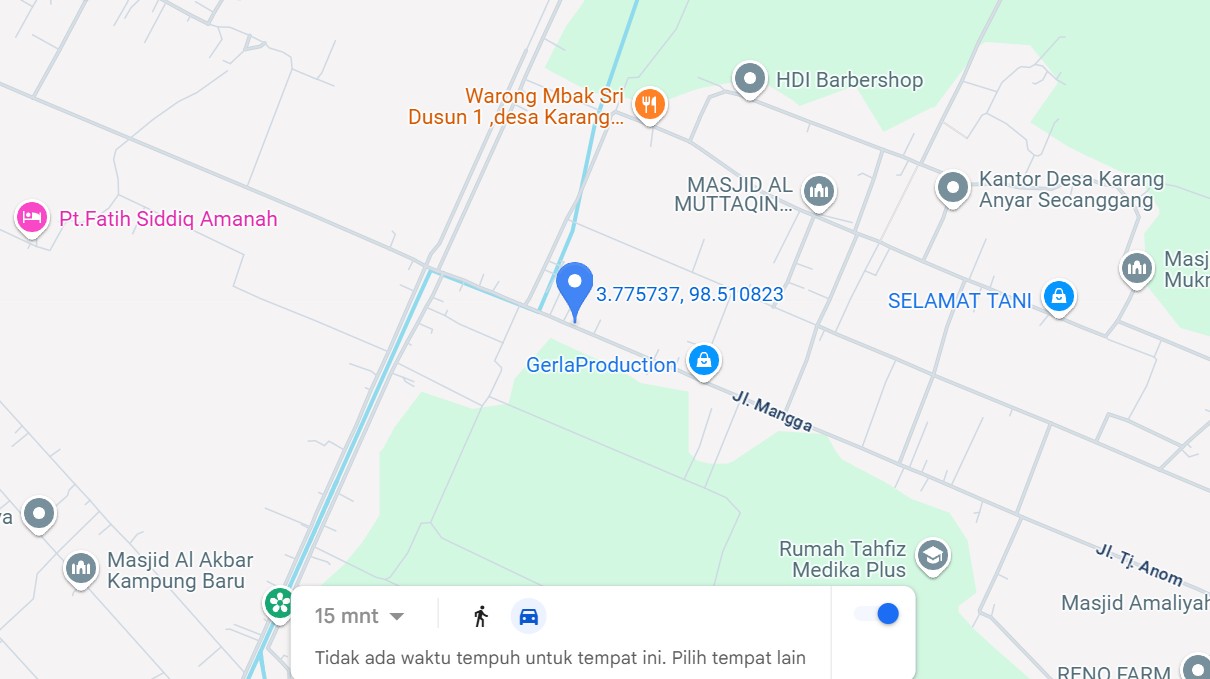 HDI Barbershop
Warong Mbak Sri
Dusun 1 ,desa Karang...
Kantor Desa Karang
Anyar Secanggang
MASJID AL
MUTTAQIN...
Pt.Fatih Siddiq Amanah
Masj
Mukr
3.775737, 98.510823
SELAMAT TANI
GerlaProduction
Jl. Mangga
ya
Rumah Tahfiz
Medika Plus
Jl. Tj. Anom
Masjid Al Akbar
Kampung Baru
Masjid Amaliyah
15 mnt
Tidak ada waktu tempuh untuk tempat ini. Pilih tempat lain
RENO FARM